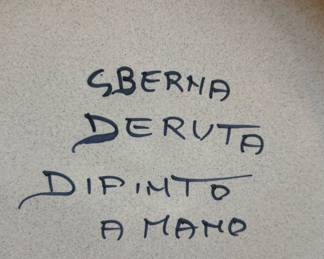 SBERNA
DERUTA
DIPINTO
A MANO